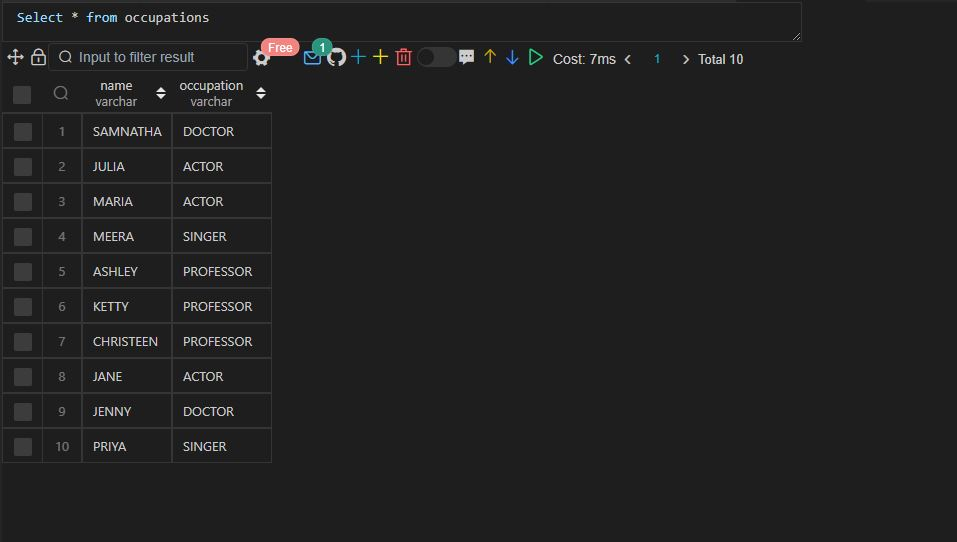 Select * from occupations
Input to filter result Free 1 Cost: 7ms < 1 > Total 10
name occupation
varchar varchar
1 SAMNATHA DOCTOR
2 JULIA ACTOR
3 MARIA ACTOR
4 MEERA SINGER
5 ASHLEY PROFESSOR
6 KETTY PROFESSOR
7 CHRISTEEN PROFESSOR
8 JANE ACTOR
9 JENNY DOCTOR
10 PRIYA SINGER